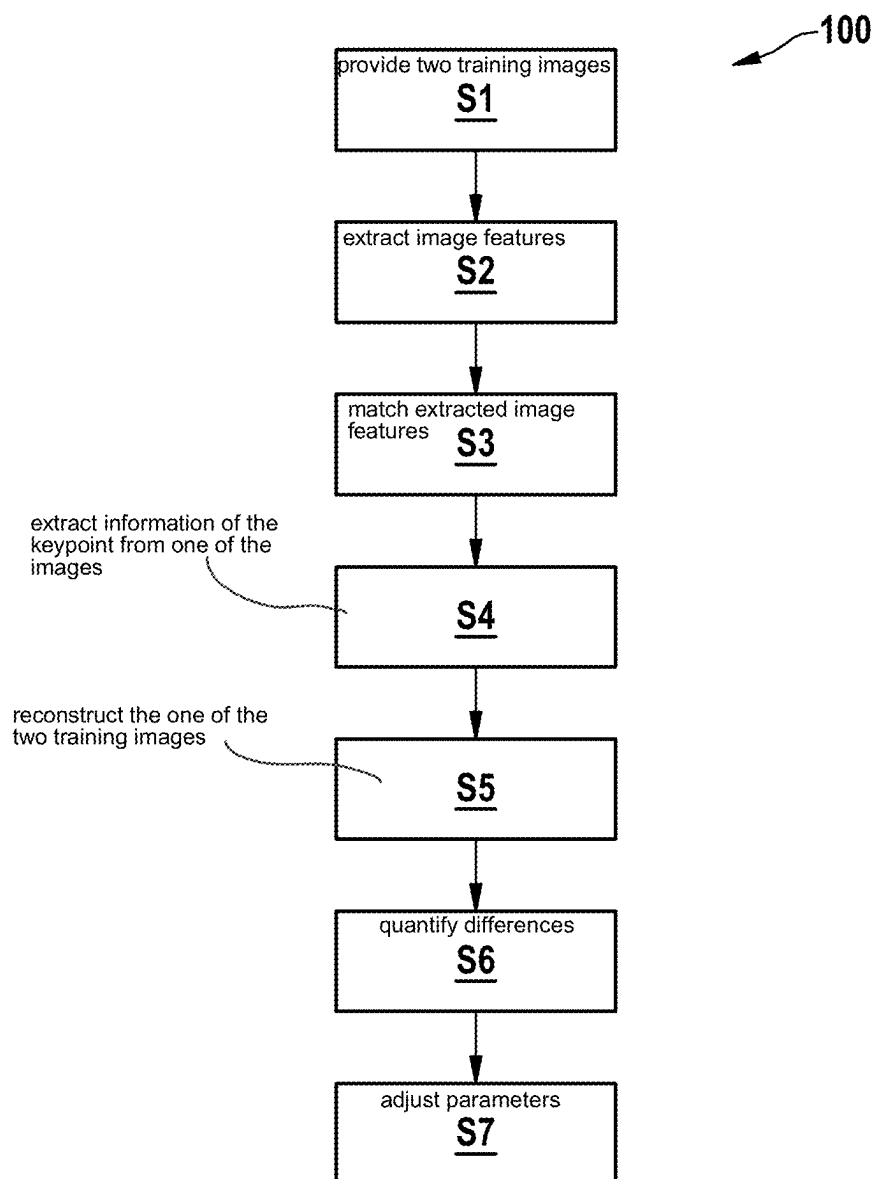 100
provide two training images
S1
extract image features
S2
match extracted image
features
S3
extract information of the
keypoint from one of the
images
S4
reconstruct the one of the
two training images
S5
quantify differences
S6
adjust parameters
S7